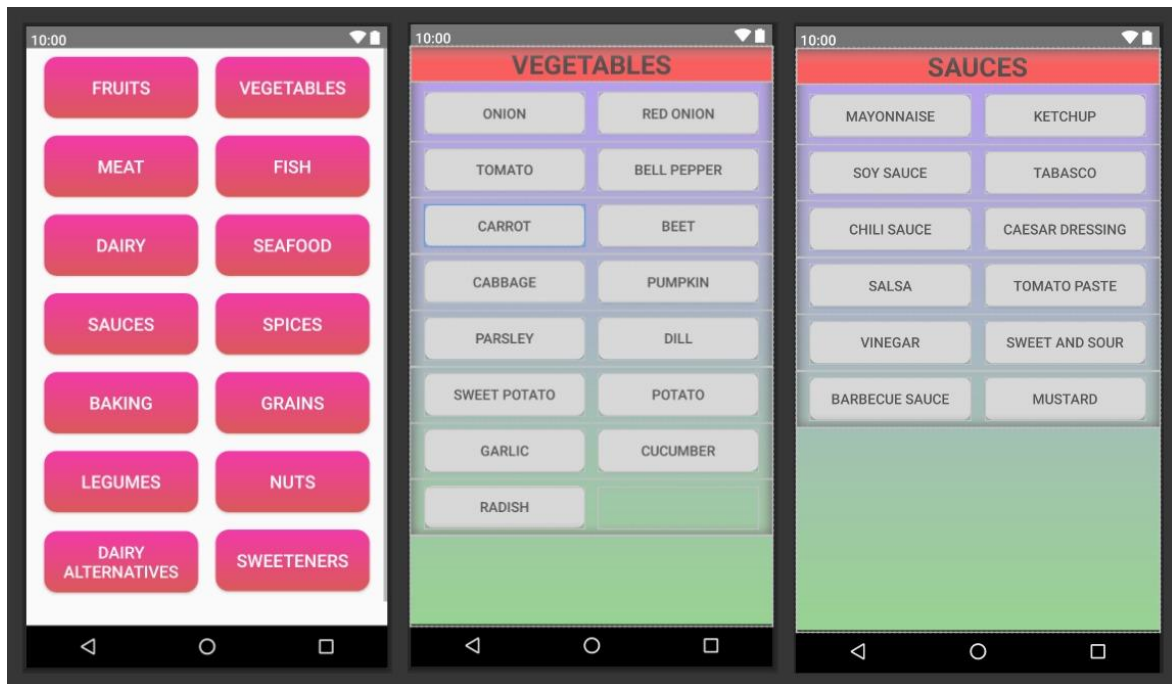 10:00
FRUITS
VEGETABLES
MEAT
FISH
DAIRY
SEAFOOD
SAUCES
SPICES
BAKING
GRAINS
LEGUMES
NUTS
DAIRY
ALTERNATIVES
SWEETENERS
10:00
VEGETABLES
ONION
RED ONION
TOMATO
BELL PEPPER
CARROT
BEET
CABBAGE
PUMPKIN
PARSLEY
DILL
SWEET POTATO
POTATO
GARLIC
CUCUMBER
RADISH
10:00
SAUCES
MAYONNAISE
KETCHUP
SOY SAUCE
TABASCO
CHILI SAUCE
CAESAR DRESSING
SALSA
TOMATO PASTE
VINEGAR
SWEET AND SOUR
BARBECUE SAUCE
MUSTARD